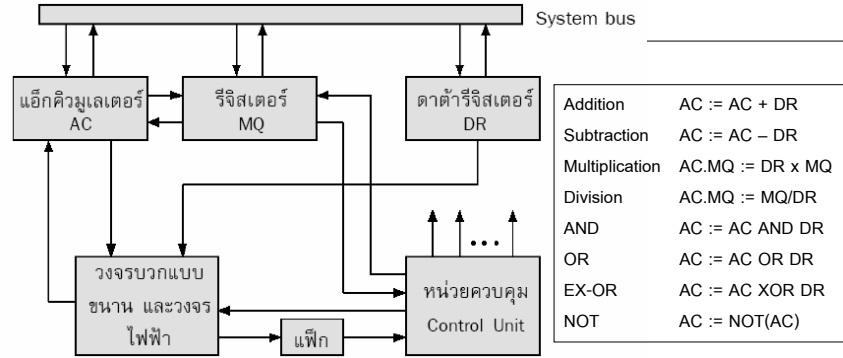 System bus
แอ็กคิวมูเลเตอร์
AC
รีจิสเตอร์
MQ
ดาต้ารีจิสเตอร์
DR
วงจรบวกแบบ
ขนาน และวงจร
ไฟฟ้า
แฟ็ก
หน่วยควบคุม
Control Unit
Addition AC := AC + DR
Subtraction AC := AC – DR
Multiplication AC.MQ := DR x MQ
Division AC.MQ := MQ/DR
AND AC := AC AND DR
OR AC := AC OR DR
EX-OR AC := AC XOR DR
NOT AC := NOT(AC)